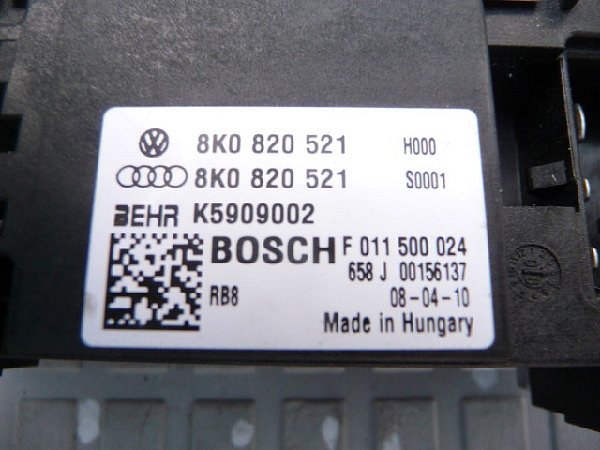 8K0 820 521 H000
8K0 820 521 S0001
BEHR K5909002
BOSCH F 011 500 024
658 J 00156137
RB8 08-04-10
Made in Hungary